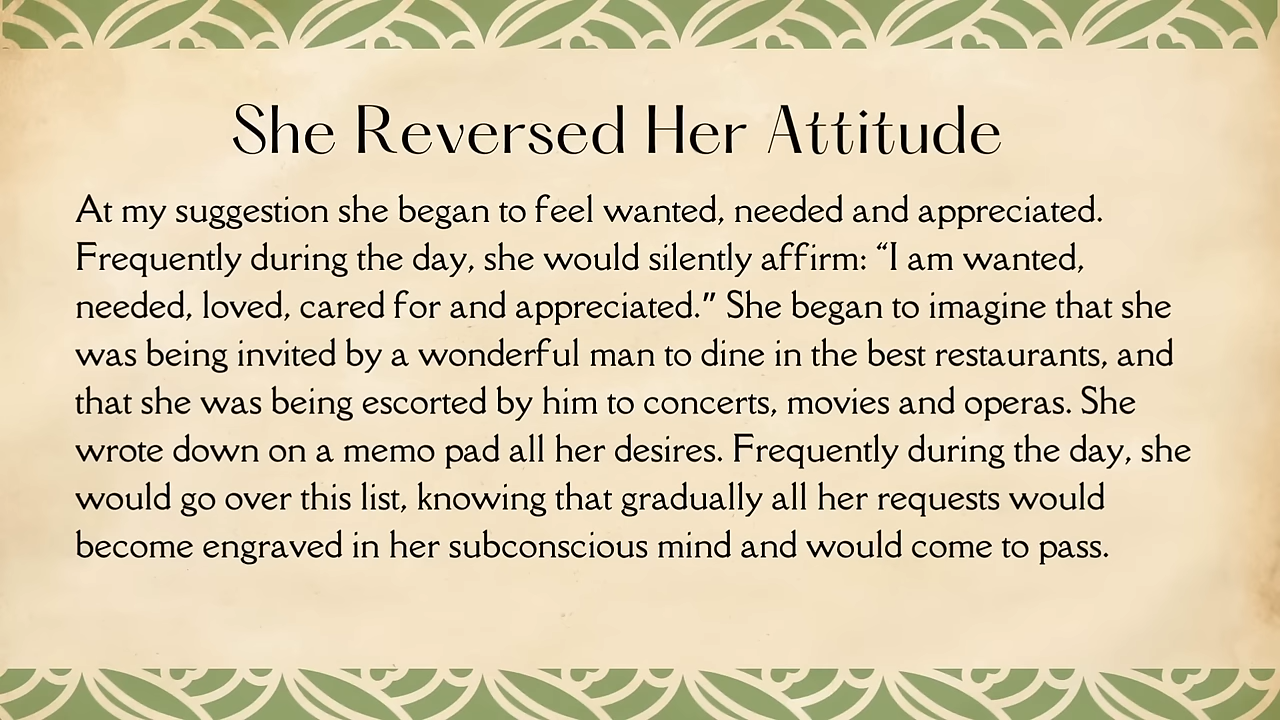 She Reversed Her Attitude
At my suggestion she began to feel wanted, needed and appreciated.
Frequently during the day, she would silently affirm: “I am wanted,
needed, loved, cared for and appreciated.” She began to imagine that she
was being invited by a wonderful man to dine in the best restaurants, and
that she was being escorted by him to concerts, movies and operas. She
wrote down on a memo pad all her desires. Frequently during the day, she
would go over this list, knowing that gradually all her requests would
become engraved in her subconscious mind and would come to pass.